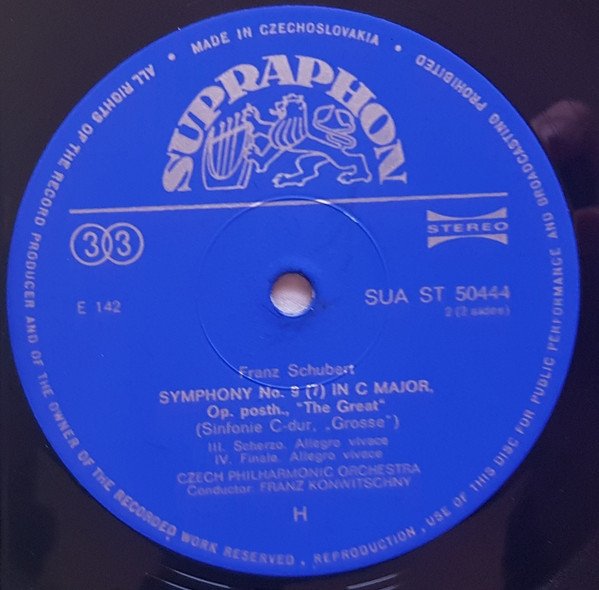 MADE IN CZECHOSLOVAKIA
ALL RIGHTS OF THE RECORD PRODUCER AND OF THE OWNER OF THE RECORDED WORK RESERVED, REPRODUCTION, USE OF THIS DISC FOR PUBLIC PERFORMANCE AND BROADCASTING PROHIBITED
SUPRAPHON
33
STEREO
E 142
SUA ST 50444
2 (2 sides)
Franz Schubert
SYMPHONY No. 9 (7) IN C MAJOR,
Op. posth., "The Great"
(Sinfonie C-dur, „Grosse“)
III. Scherzo. Allegro vivace
IV. Finale. Allegro vivace
CZECH PHILHARMONIC ORCHESTRA
Conductor: FRANZ KONWITSCHNY
H